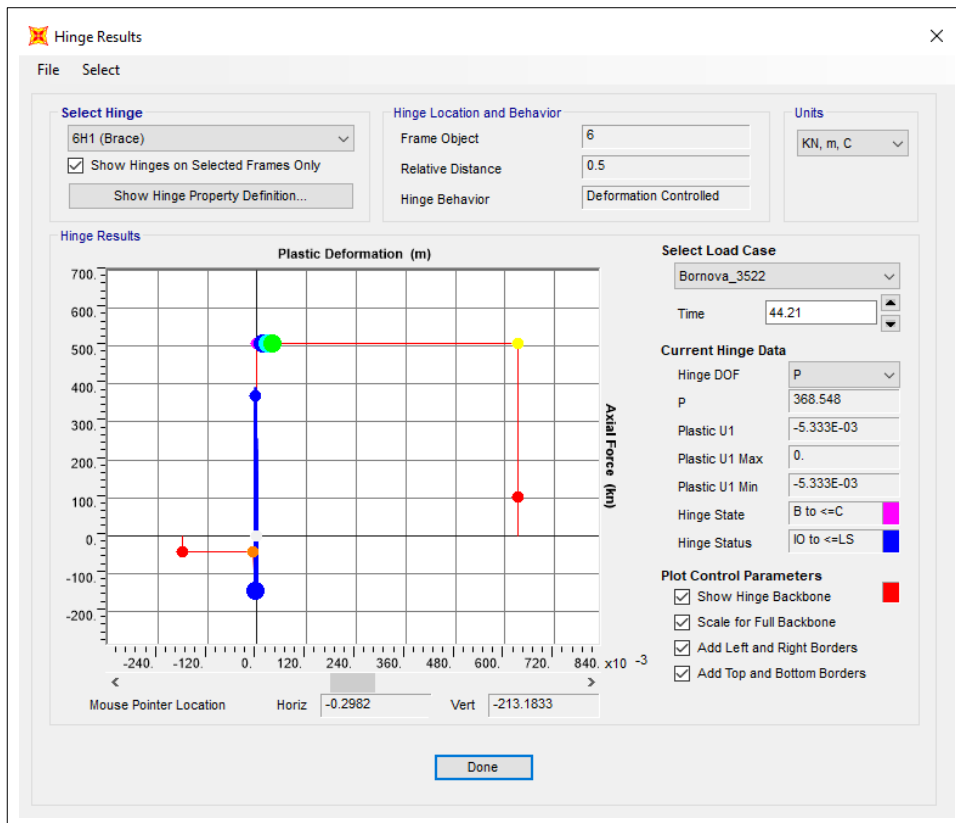 Hinge Results
File Select
Select Hinge
6H1 (Brace)
Show Hinges on Selected Frames Only
Show Hinge Property Definition...
Hinge Location and Behavior
Frame Object 6
Relative Distance 0.5
Hinge Behavior Deformation Controlled
Units
KN, m, C
Hinge Results
Plastic Deformation (m)
700.
600.
500.
400.
300.
200.
100.
0.
-100.
-200.
Axial Force (kn)
-240. -120. 0. 120. 240. 360. 480. 600. 720. 840. x10 -3
< >
Mouse Pointer Location Horiz -0.2982 Vert -213.1833
Select Load Case
Bornova_3522
Time 44.21
Current Hinge Data
Hinge DOF P
P 368.548
Plastic U1 -5.333E-03
Plastic U1 Max 0.
Plastic U1 Min -5.333E-03
Hinge State B to <=C
Hinge Status IO to <=LS
Plot Control Parameters
Show Hinge Backbone
Scale for Full Backbone
Add Left and Right Borders
Add Top and Bottom Borders
Done